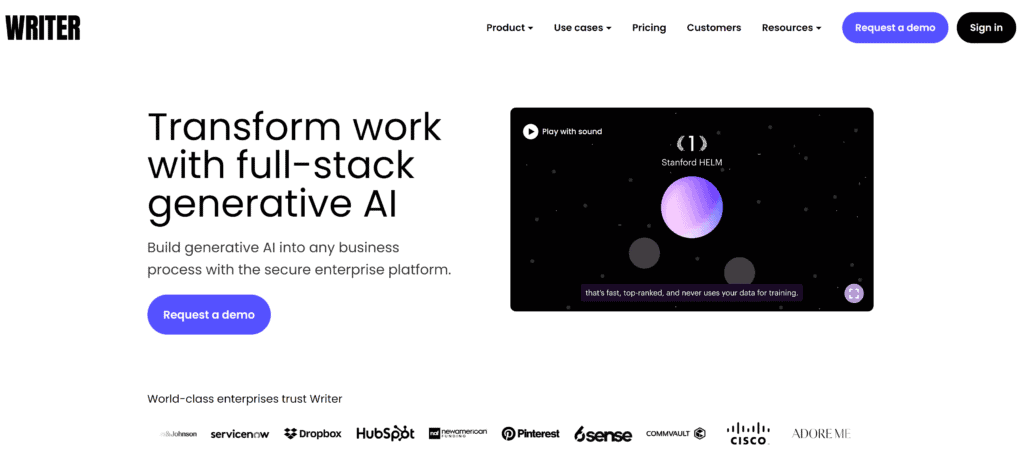 WRITER
Product
Use cases
Pricing
Customers
Resources
Request a demo
Sign in
Transform work
with full-stack
generative AI
Build generative AI into any business
process with the secure enterprise platform.
Request a demo
Play with sound
1
Stanford HELM
that's fast, top-ranked, and never uses your data for training.
World-class enterprises trust Writer
servicenow
Dropbox
HubSpot
naf newamerican
FUNDING
Pinterest
6sense
COMMVAULT
CISCO
ADORE ME